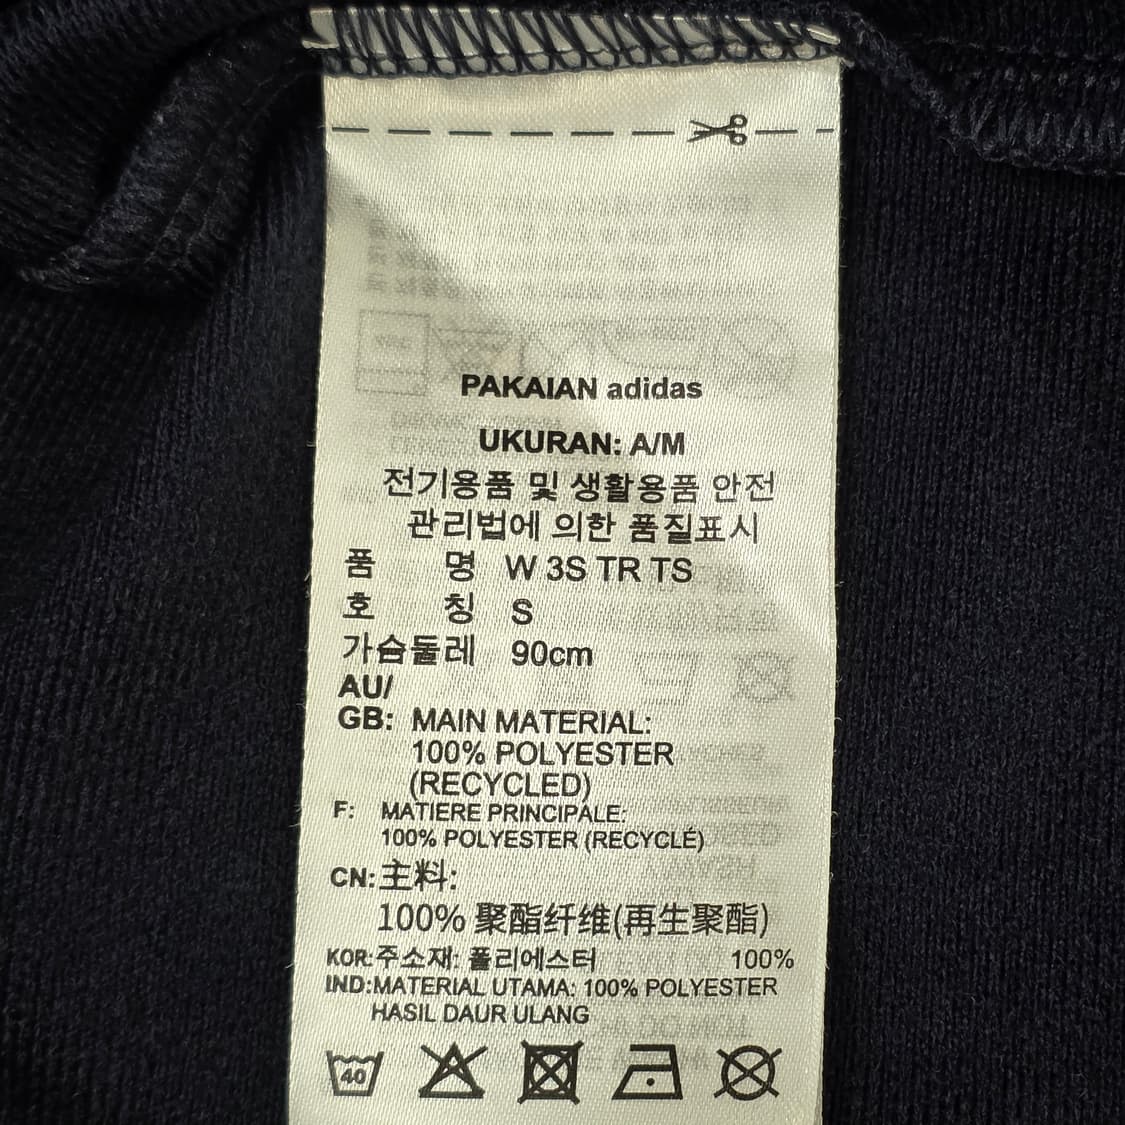 PAKAIAN adidas
UKURAN: A/M
전기용품 및 생활용품 안전
관리법에 의한 품질표시
품 명 W 3S TR TS
호 칭 S
가슴둘레 90cm
AU/
GB: MAIN MATERIAL:
100% POLYESTER
(RECYCLED)
F: MATIERE PRINCIPALE:
100% POLYESTER (RECYCLÉ)
CN: 主料:
100% 聚酯纤维(再生聚酯)
KOR: 주소재: 폴리에스터 100%
IND: MATERIAL UTAMA: 100% POLYESTER
HASIL DAUR ULANG
40